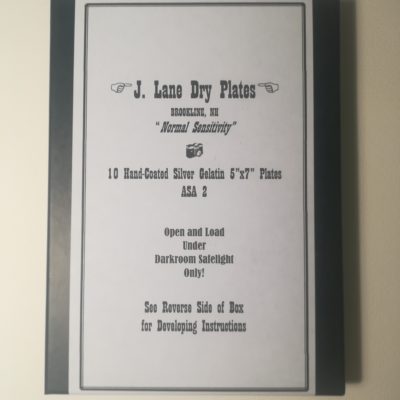 J. Lane Dry Plates
BROOKLINE, NH
"Normal Sensitivity"
10 Hand-Coated Silver Gelatin 5"x7" Plates
ASA 2
Open and Load
Under
Darkroom Safelight
Only!
See Reverse Side of Box
for Developing Instructions